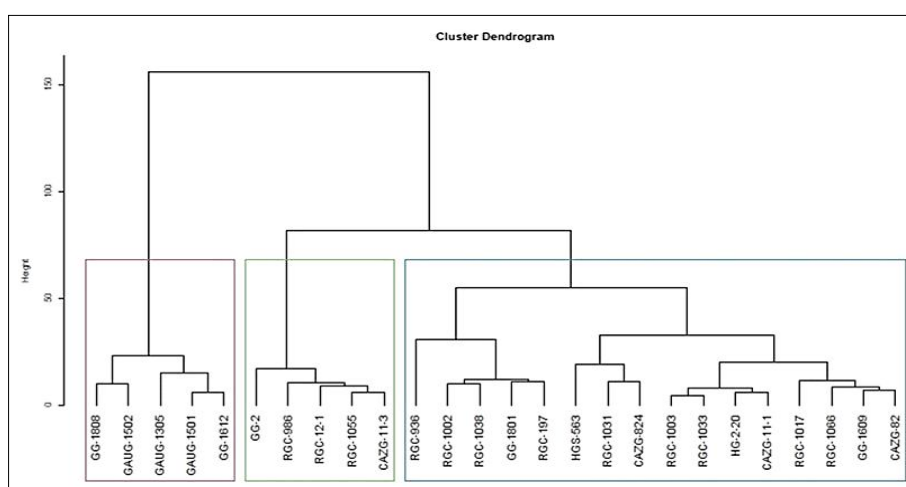 Cluster Dendrogram
Height
150
100
50
0
GG-1808
GAUG-1502
GAUG-1305
GAUG-1501
GG-1612
GG-2
RGC-986
RGC-12-1
RGC-1055
CAZG-11-3
RGC-936
RGC-1002
RGC-1038
GG-1801
RGC-197
HGS-563
RGC-1031
CAZG-824
RGC-1003
RGC-1033
HG-2-20
CAZG-11-1
RGC-1017
RGC-1066
GG-1609
CAZG-82